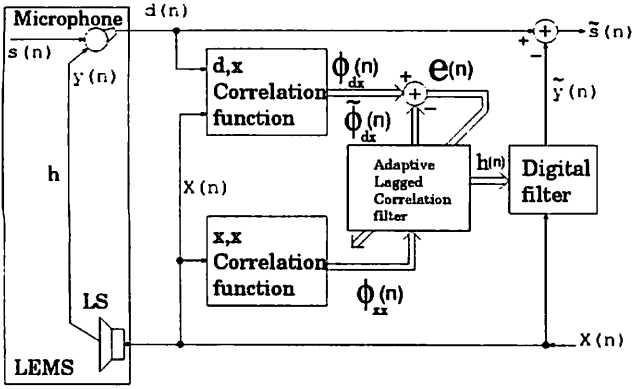 Microphone
d(n)
s(n)
y(n)
h
LS
LEMS
X(n)
d,x
Correlation
function
x,x
Correlation
function
ϕdx(n)
ϕ̃dx(n)
e(n)
+
+
−
Adaptive
Lagged
Correlation
filter
ϕxx(n)
h(n)
Digital
filter
+
+
−
s̃(n)
ỹ(n)
X(n)